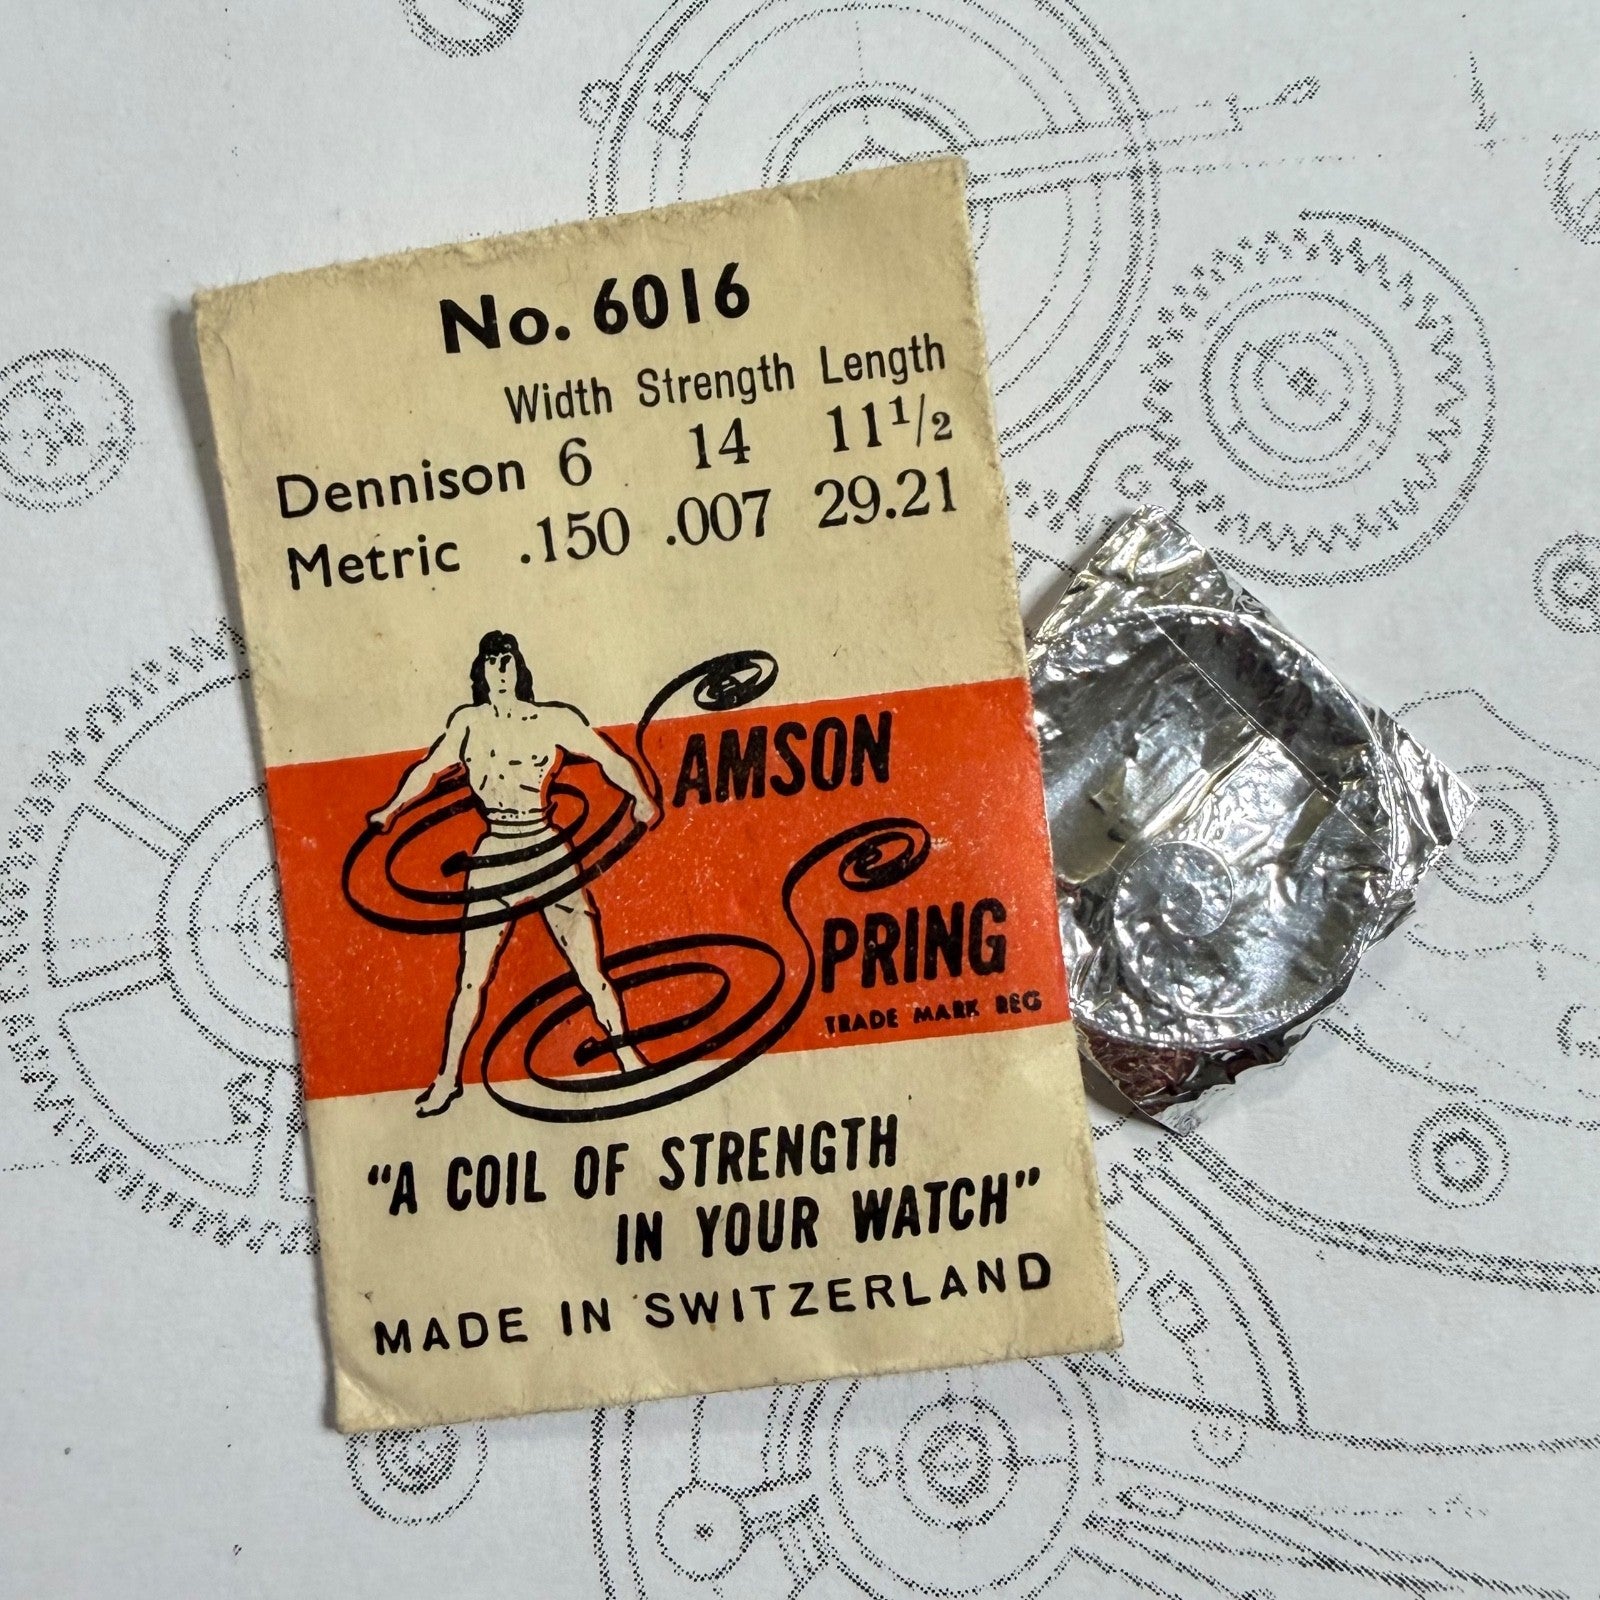 No. 6016
Width Strength Length
Dennison 6 14 11 1/2
Metric .150 .007 29.21
SAMSON
SPRING
TRADE MARK REG
"A COIL OF STRENGTH
IN YOUR WATCH"
MADE IN SWITZERLAND